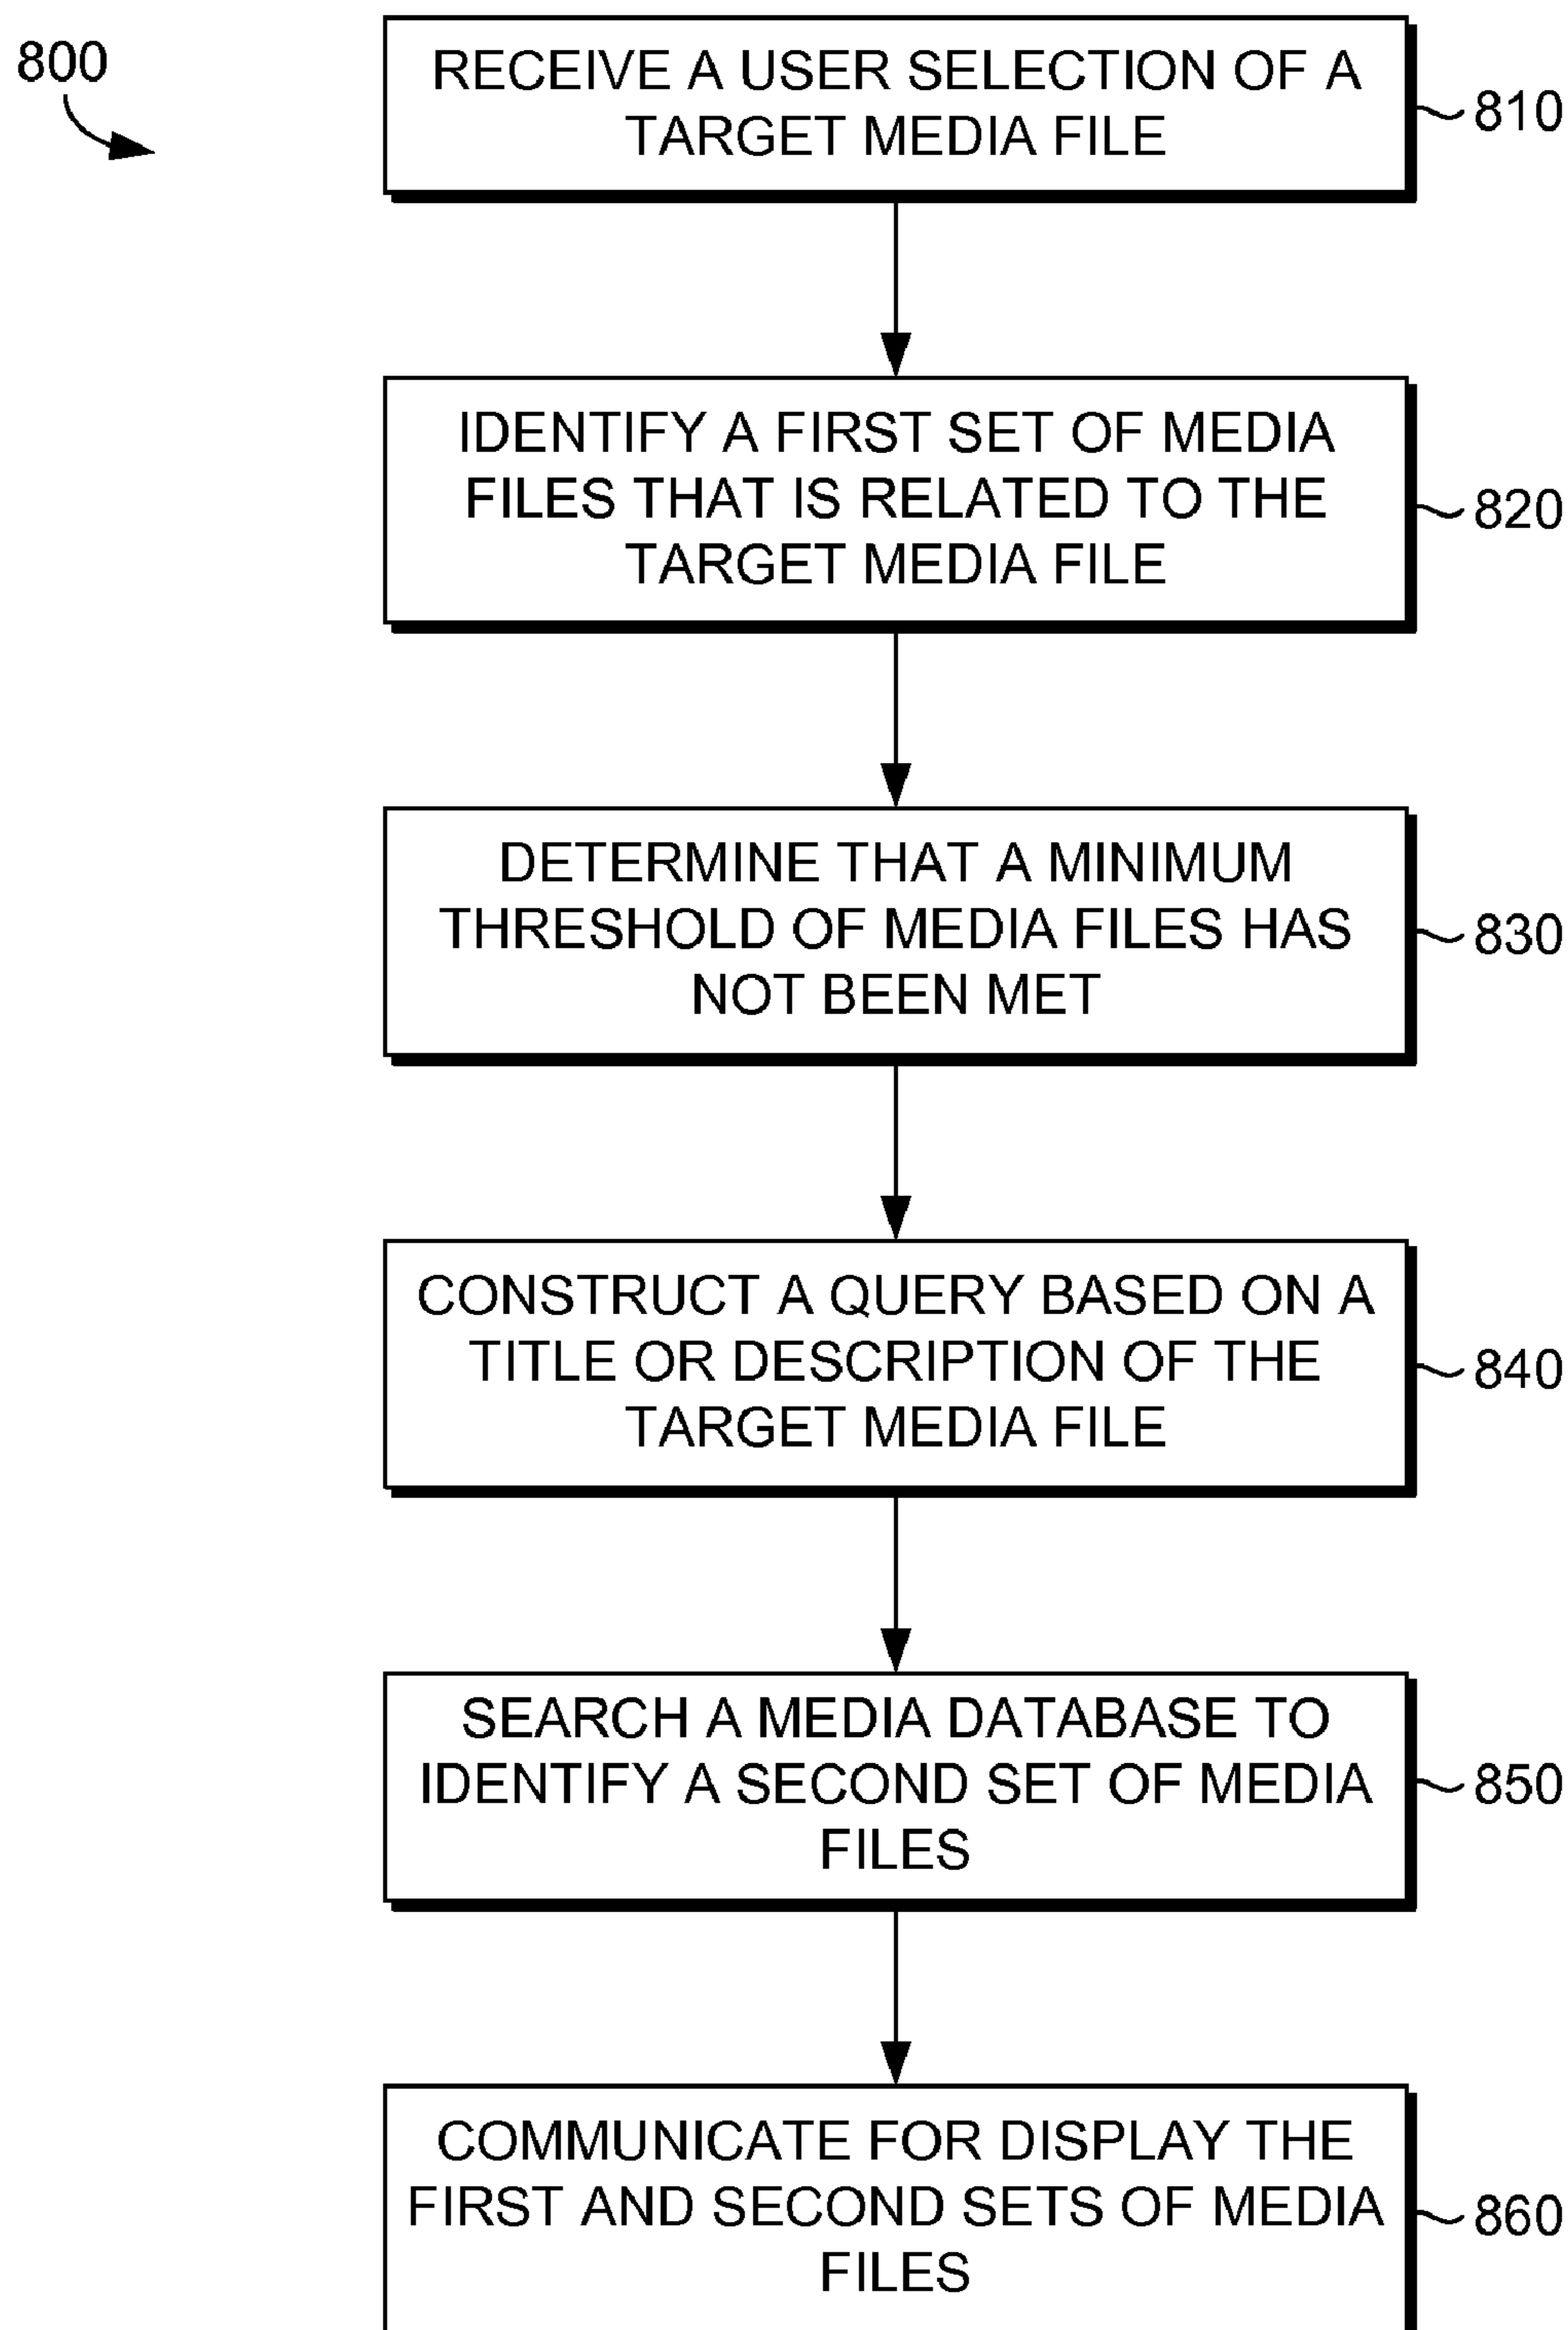 800
RECEIVE A USER SELECTION OF A
TARGET MEDIA FILE
810
IDENTIFY A FIRST SET OF MEDIA
FILES THAT IS RELATED TO THE
TARGET MEDIA FILE
820
DETERMINE THAT A MINIMUM
THRESHOLD OF MEDIA FILES HAS
NOT BEEN MET
830
CONSTRUCT A QUERY BASED ON A
TITLE OR DESCRIPTION OF THE
TARGET MEDIA FILE
840
SEARCH A MEDIA DATABASE TO
IDENTIFY A SECOND SET OF MEDIA
FILES
850
COMMUNICATE FOR DISPLAY THE
FIRST AND SECOND SETS OF MEDIA
FILES
860